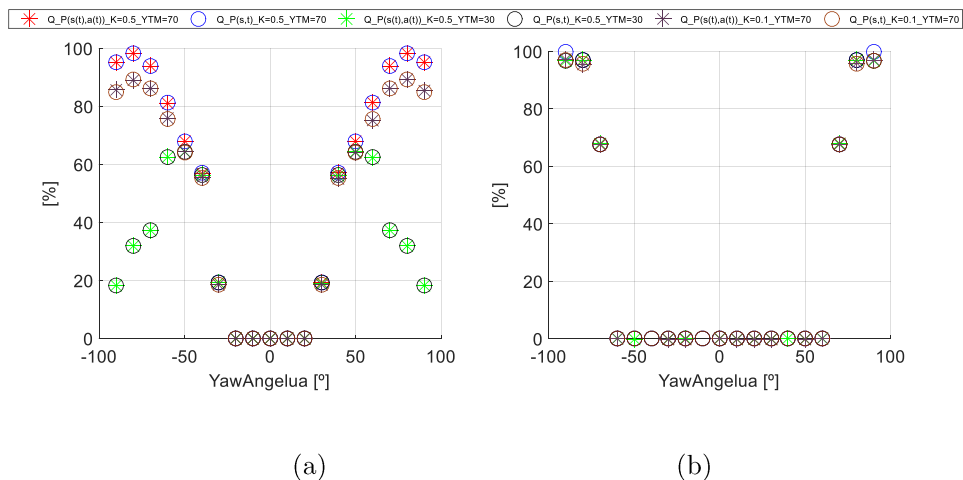 Q_P(s(t),a(t))_K=0.5_YTM=70 Q_P(s,t)_K=0.5_YTM=70 Q_P(s(t),a(t))_K=0.5_YTM=30 Q_P(s,t)_K=0.5_YTM=30 Q_P(s(t),a(t))_K=0.1_YTM=70 Q_P(s,t)_K=0.1_YTM=70
100 100
80 80
60 60
[%] [%]
40 40
20 20
0 0
-100 -50 0 50 100 -100 -50 0 50 100
YawAngelua [º] YawAngelua [º]
(a) (b)